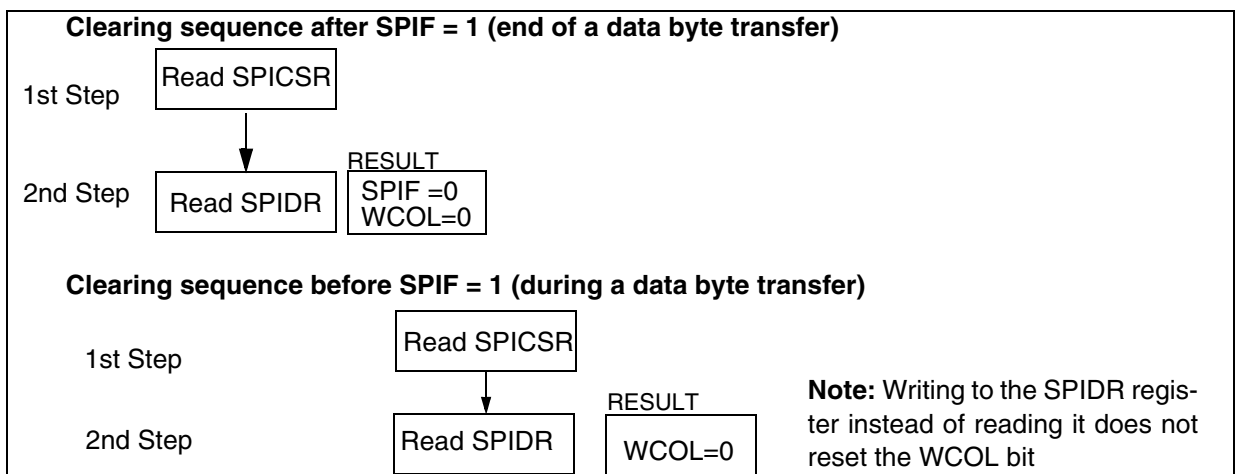 Clearing sequence after SPIF = 1 (end of a data byte transfer)
1st Step
Read SPICSR
2nd Step
Read SPIDR
RESULT
SPIF =0
WCOL=0
Clearing sequence before SPIF = 1 (during a data byte transfer)
1st Step
Read SPICSR
2nd Step
Read SPIDR
RESULT
WCOL=0
Note: Writing to the SPIDR regis-
ter instead of reading it does not
reset the WCOL bit